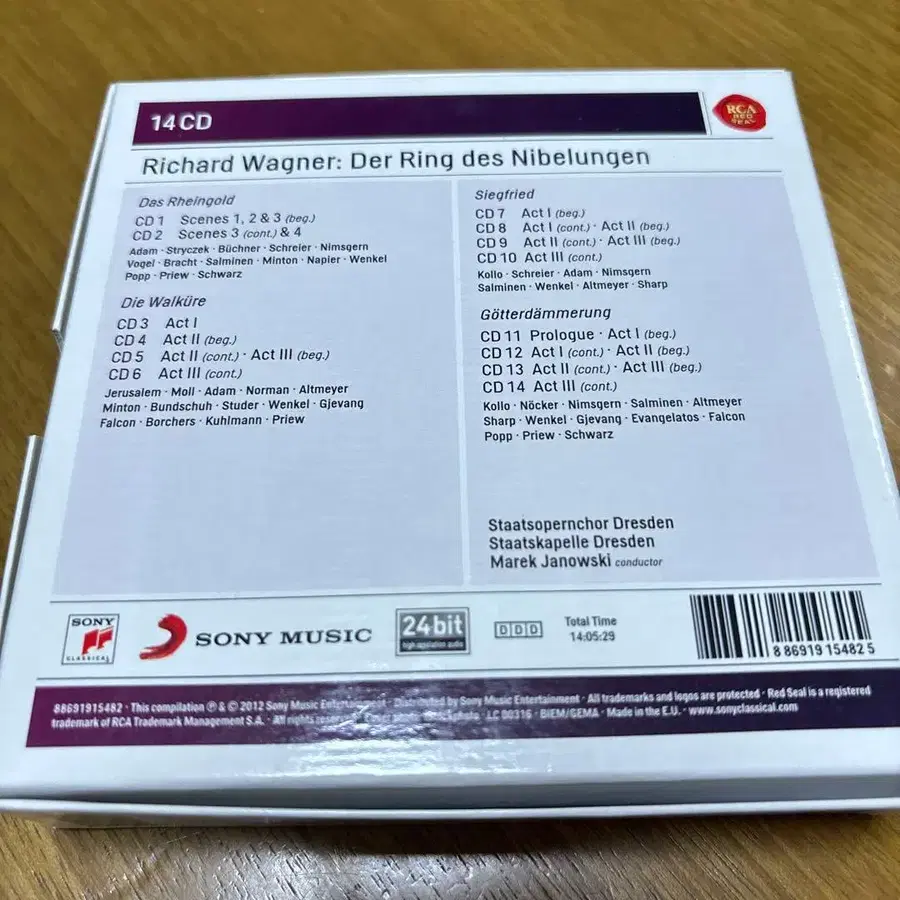 14 CD
RCA
RED
SEAL
Richard Wagner: Der Ring des Nibelungen
Das Rheingold
CD 1 Scenes 1, 2 & 3 (beg.)
CD 2 Scenes 3 (cont.) & 4
Adam · Stryczek · Büchner · Schreier · Nimsgern
Vogel · Bracht · Salminen · Minton · Napier · Wenkel
Popp · Priew · Schwarz
Die Walküre
CD 3 Act I
CD 4 Act II (beg.)
CD 5 Act II (cont.) · Act III (beg.)
CD 6 Act III (cont.)
Jerusalem · Moll · Adam · Norman · Altmeyer
Minton · Bundschuh · Studer · Wenkel · Gjevang
Falcon · Borchers · Kuhlmann · Priew
Siegfried
CD 7 Act I (beg.)
CD 8 Act I (cont.) · Act II (beg.)
CD 9 Act II (cont.) · Act III (beg.)
CD 10 Act III (cont.)
Kollo · Schreier · Adam · Nimsgern
Salminen · Wenkel · Altmeyer · Sharp
Götterdämmerung
CD 11 Prologue · Act I (beg.)
CD 12 Act I (cont.) · Act II (beg.)
CD 13 Act II (cont.) · Act III (beg.)
CD 14 Act III (cont.)
Kollo · Nöcker · Nimsgern · Salminen · Altmeyer
Sharp · Wenkel · Gjevang · Evangelatos · Falcon
Popp · Priew · Schwarz
Staatsopernchor Dresden
Staatskapelle Dresden
Marek Janowski conductor
SONY
CLASSICAL
SONY MUSIC
24 bit
high resolution audio
D D D
Total Time
14:05:29
8 86919 15482 5
88691915482 · This compilation ℗ & © 2012 Sony Music Entertainment · Distributed by Sony Music Entertainment · All trademarks and logos are protected · Red Seal is a registered
trademark of RCA Trademark Management S.A. · All rights reserved · LC 00316 · BIEM/GEMA · Made in the E.U. · www.sonyclassical.com